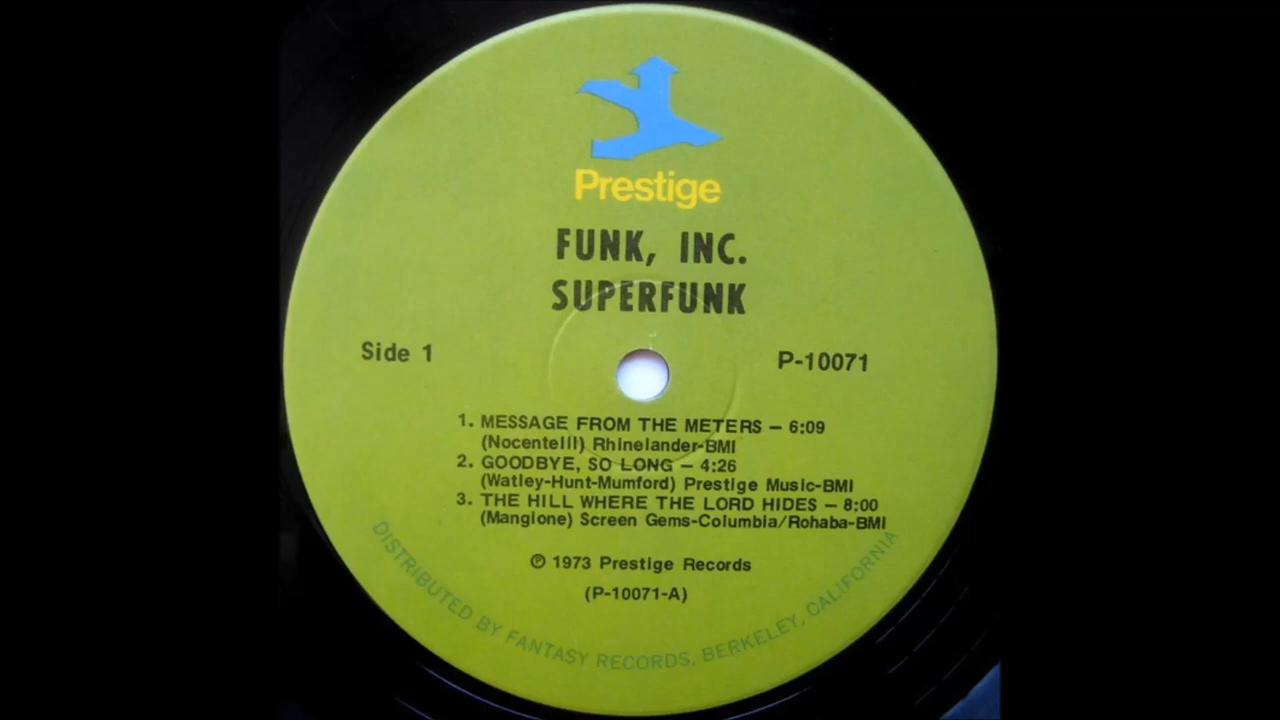 Prestige
FUNK, INC.
SUPERFUNK
Side 1
P-10071
1. MESSAGE FROM THE METERS — 6:09
(Nocentelli) Rhinelander-BMI
2. GOODBYE, SO LONG — 4:26
(Watley-Hunt-Mumford) Prestige Music-BMI
3. THE HILL WHERE THE LORD HIDES — 8:00
(Mangione) Screen Gems-Columbia/Rohaba-BMI
℗ 1973 Prestige Records
(P-10071-A)
DISTRIBUTED BY FANTASY RECORDS, BERKELEY, CALIFORNIA